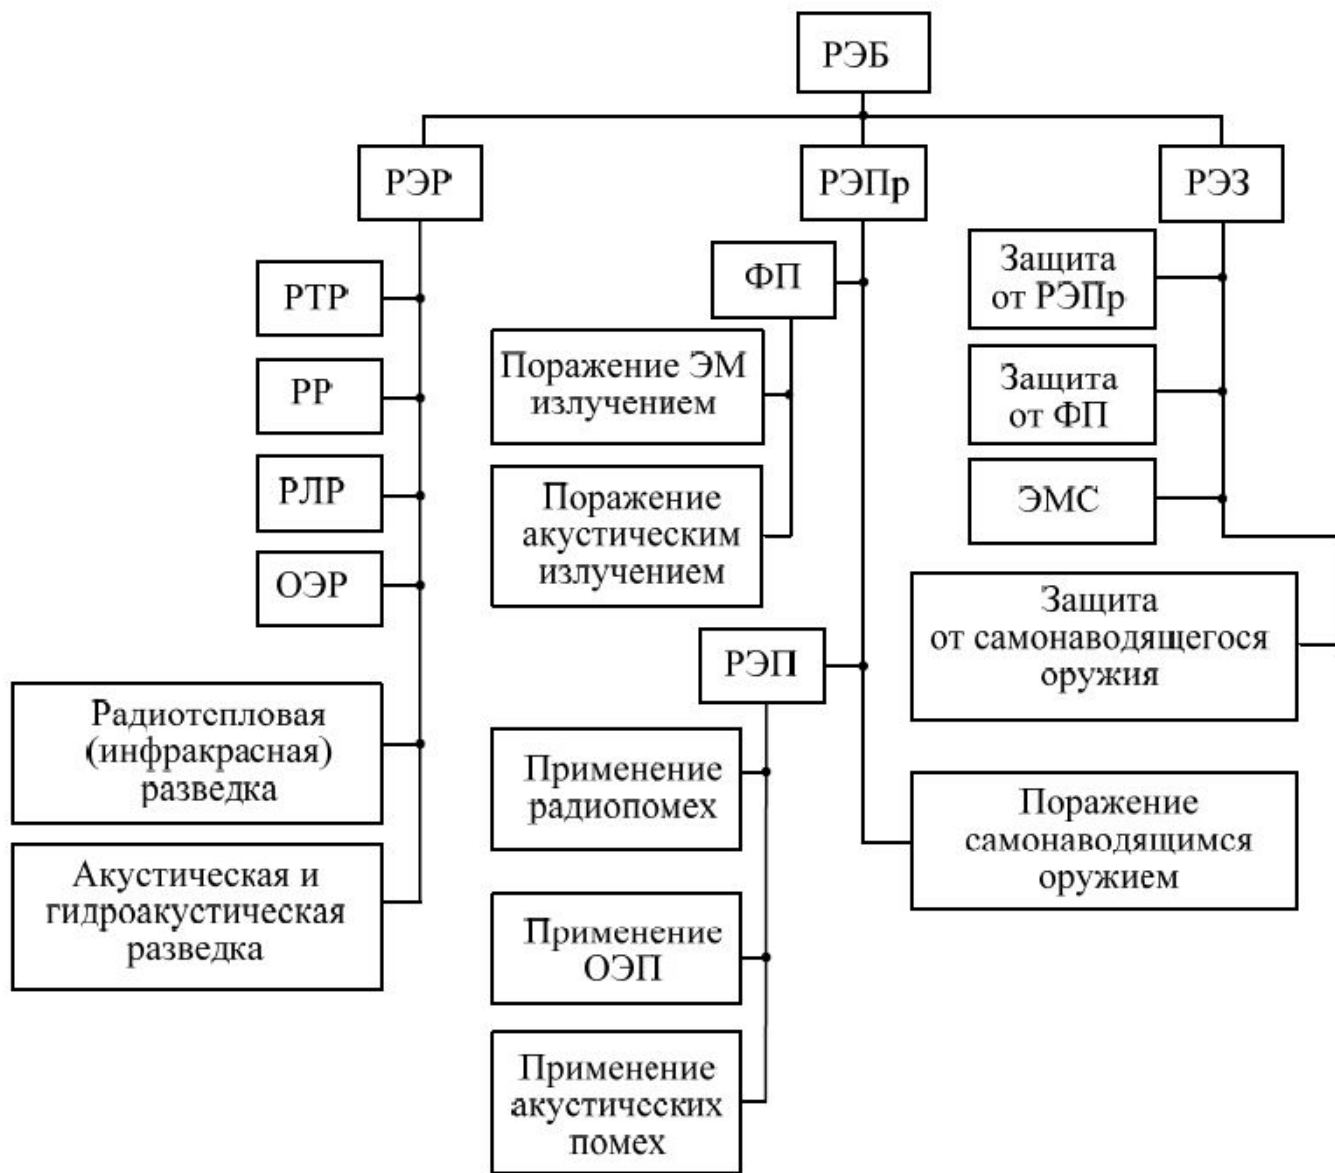 РЭБ
РЭР
РЭПр
РЭЗ
РТР
РР
РЛР
ОЭР
Радиотепловая
(инфракрасная)
разведка
Акустическая и
гидроакустическая
разведка
ФП
Поражение ЭМ
излучением
Поражение
акустическим
излучением
РЭП
Применение
радиопомех
Применение
ОЭП
Применение
акустических
помех
Защита
от РЭПр
Защита
от ФП
ЭМС
Защита
от самонаводящегося
оружия
Поражение
самонаводящимся
оружием